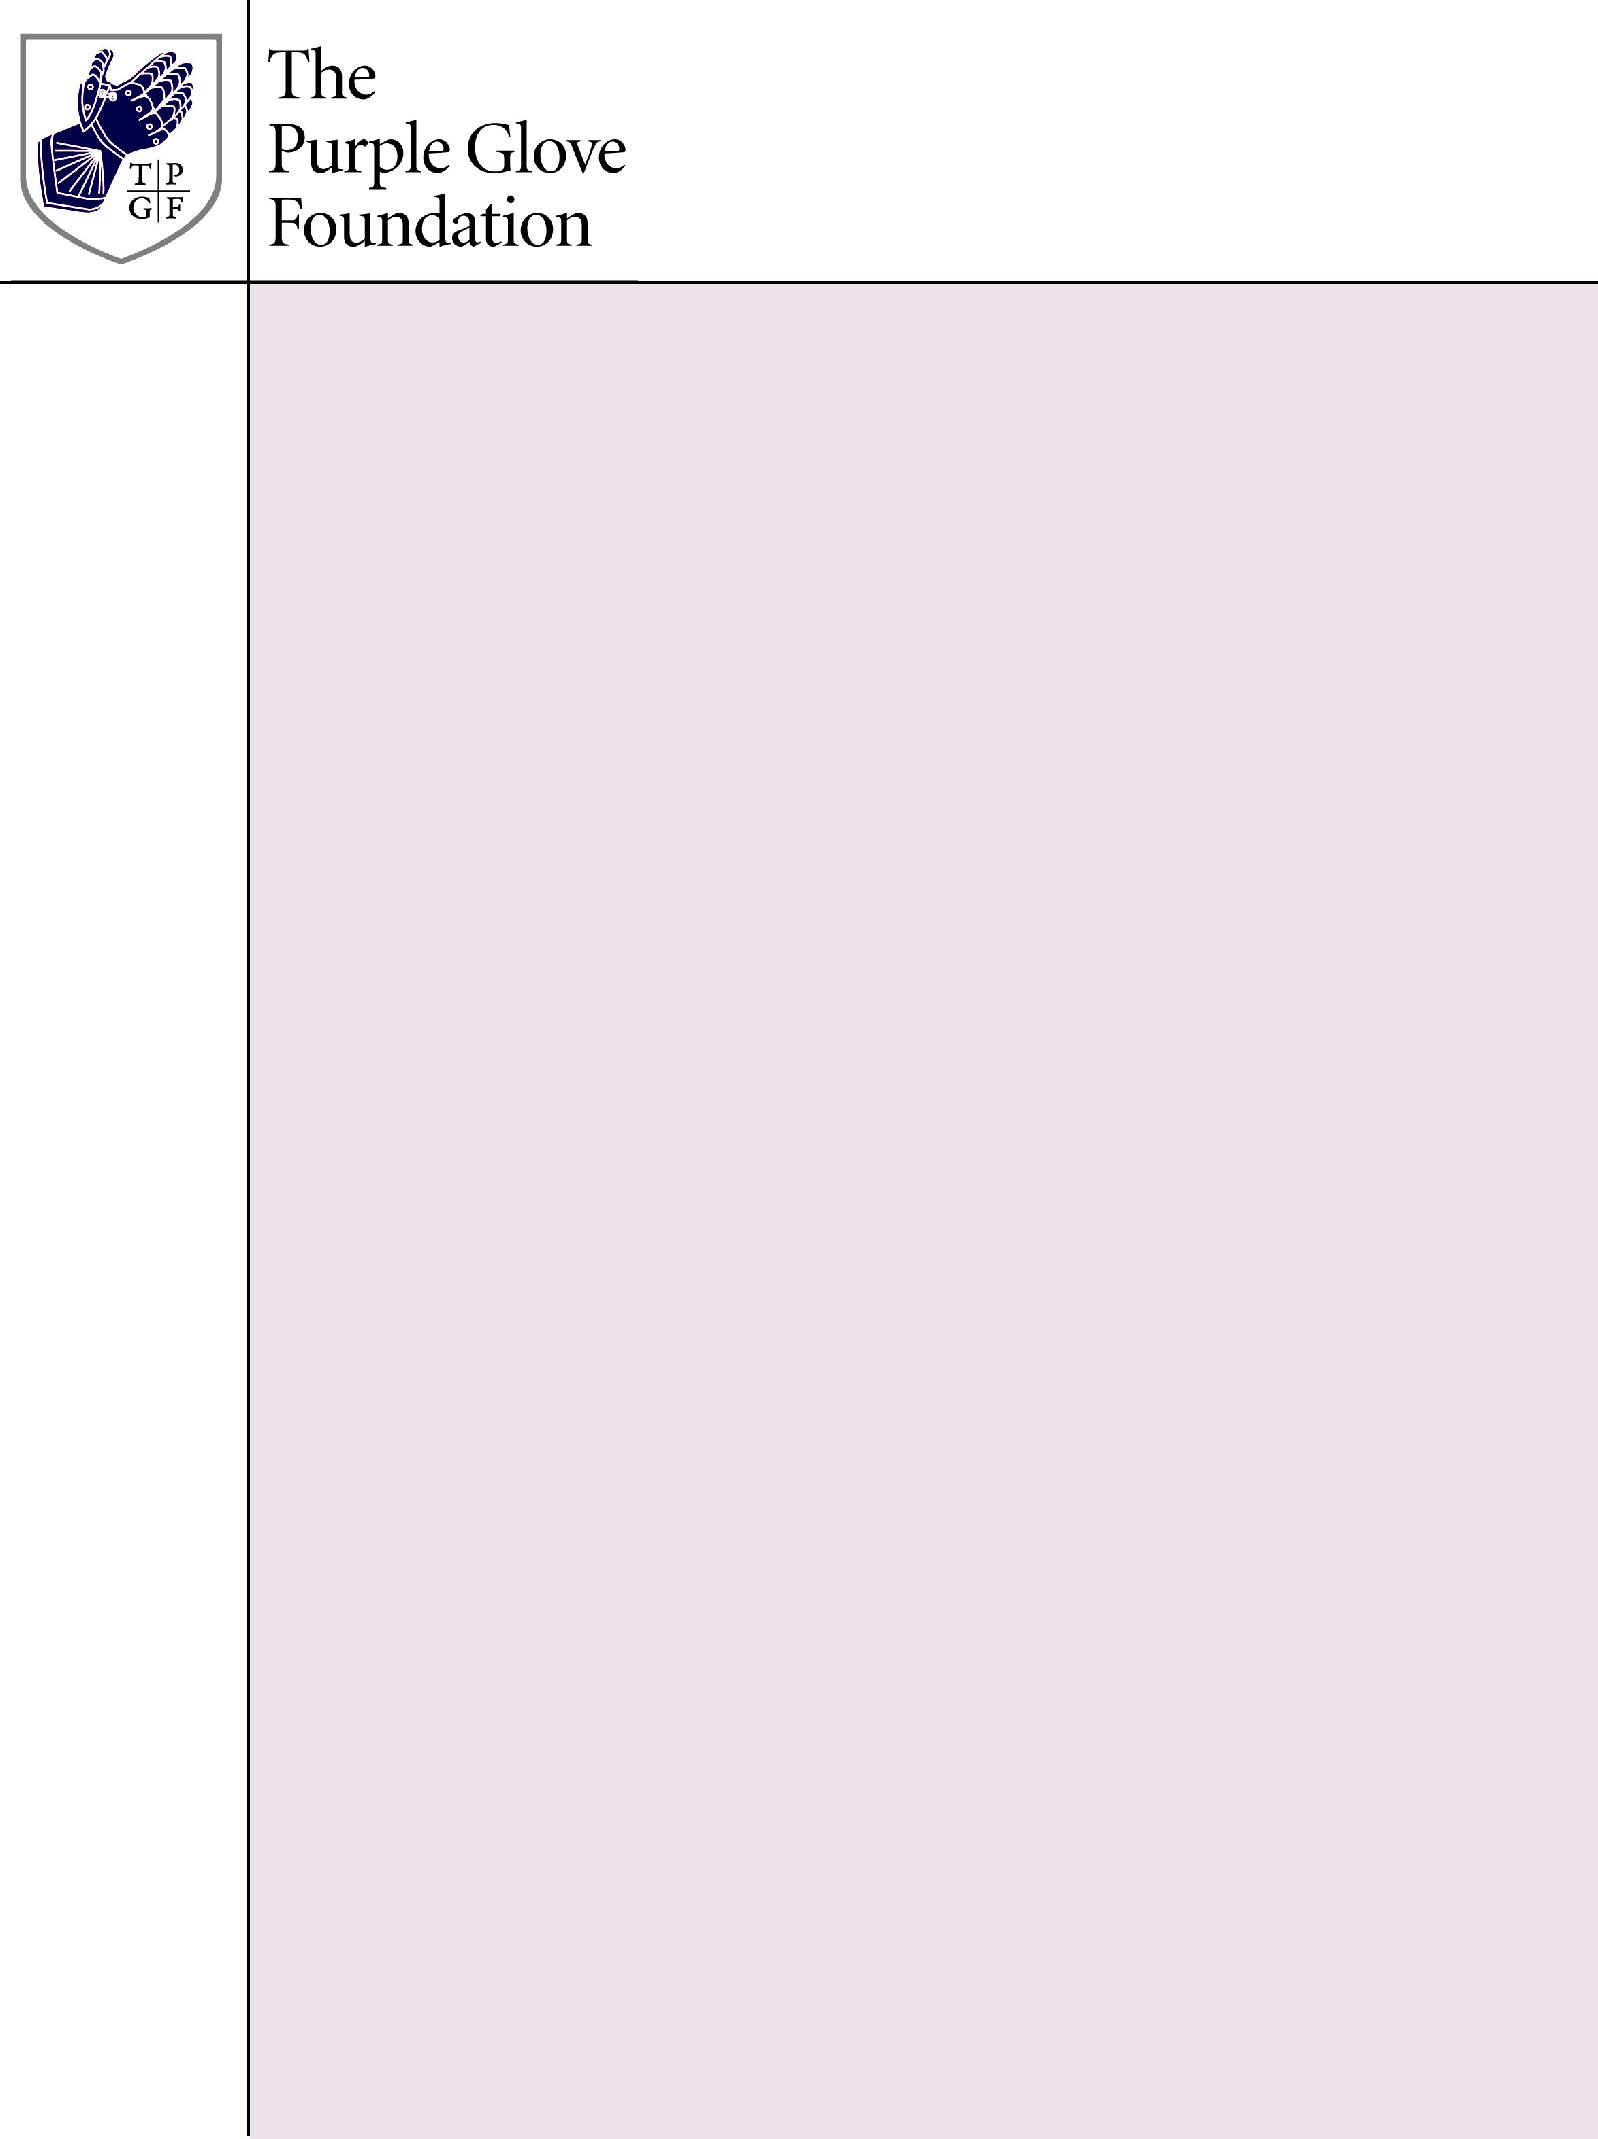 T P
G F
The
Purple Glove
Foundation